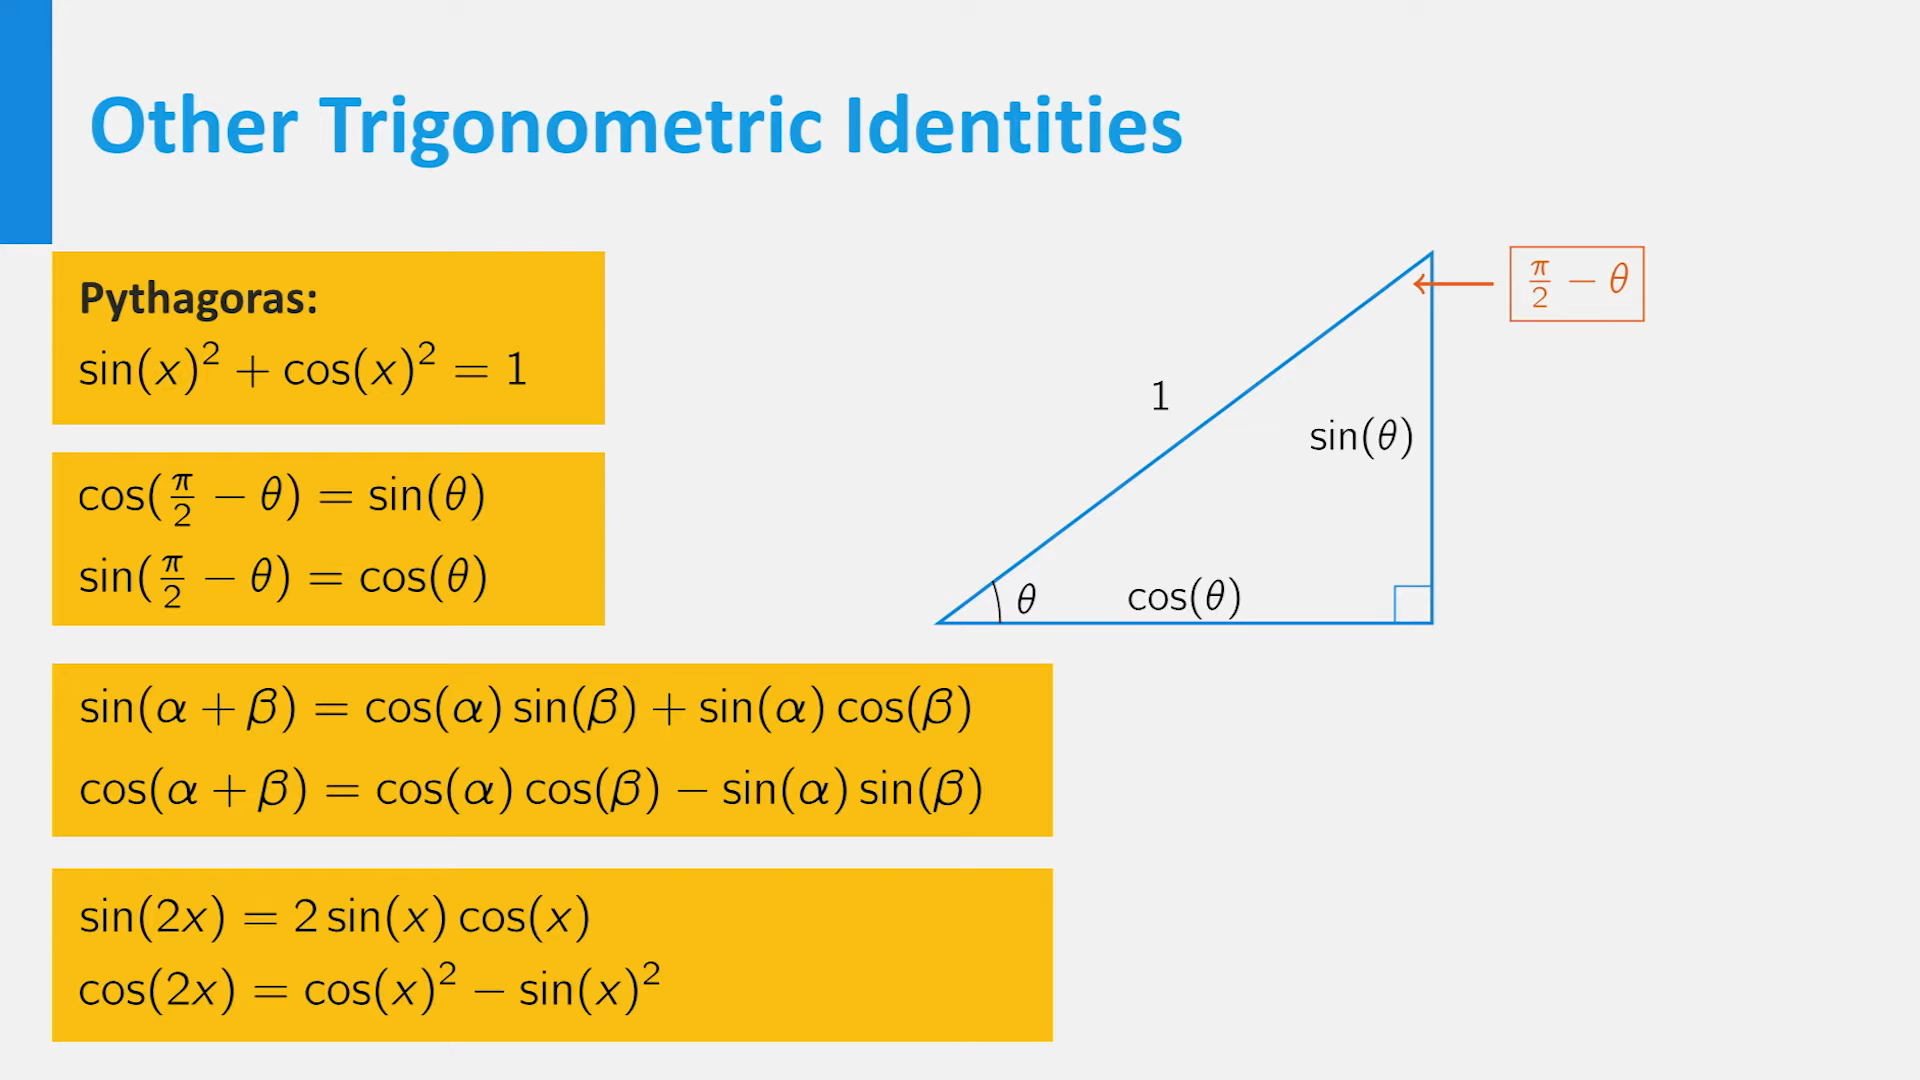 Other Trigonometric Identities
Pythagoras:
sin(x)² + cos(x)² = 1
cos(π/2 − θ) = sin(θ)
sin(π/2 − θ) = cos(θ)
sin(α + β) = cos(α) sin(β) + sin(α) cos(β)
cos(α + β) = cos(α) cos(β) − sin(α) sin(β)
sin(2x) = 2 sin(x) cos(x)
cos(2x) = cos(x)² − sin(x)²
π/2 − θ
1
sin(θ)
θ
cos(θ)